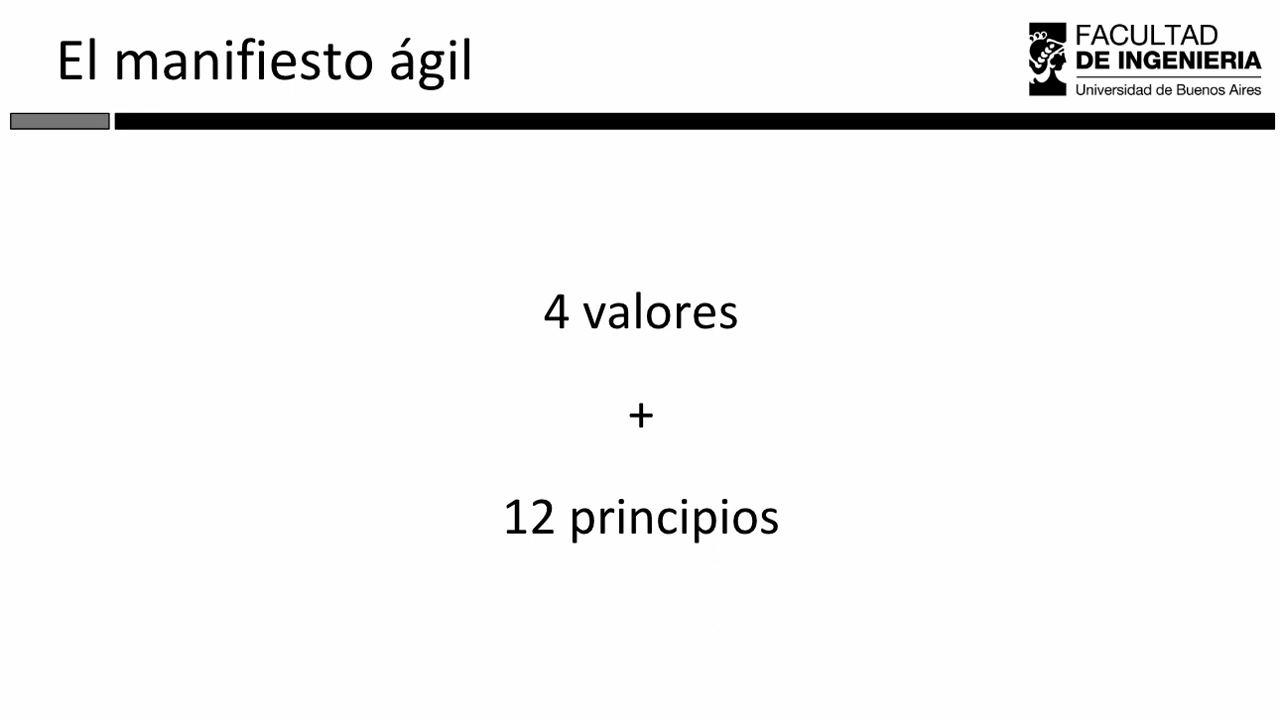 El manifiesto ágil
FACULTAD
DE INGENIERIA
Universidad de Buenos Aires
4 valores
+
12 principios